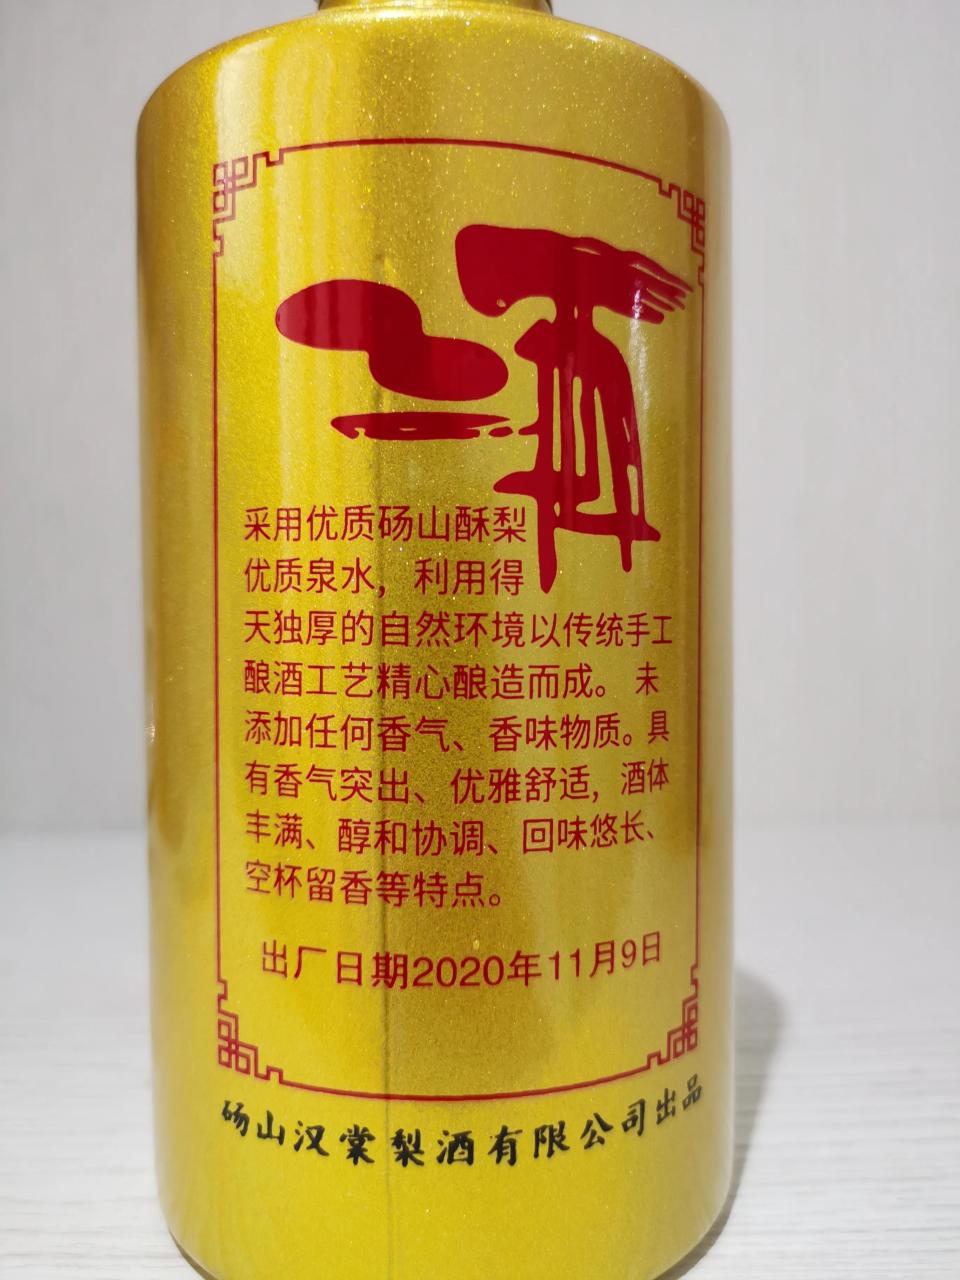 酒
采用优质砀山酥梨
优质泉水，利用得
天独厚的自然环境以传统手工
酿酒工艺精心酿造而成。未
添加任何香气、香味物质。具
有香气突出、优雅舒适，酒体
丰满、醇和协调、回味悠长、
空杯留香等特点。
出厂日期2020年11月9日
砀山汉棠梨酒有限公司出品